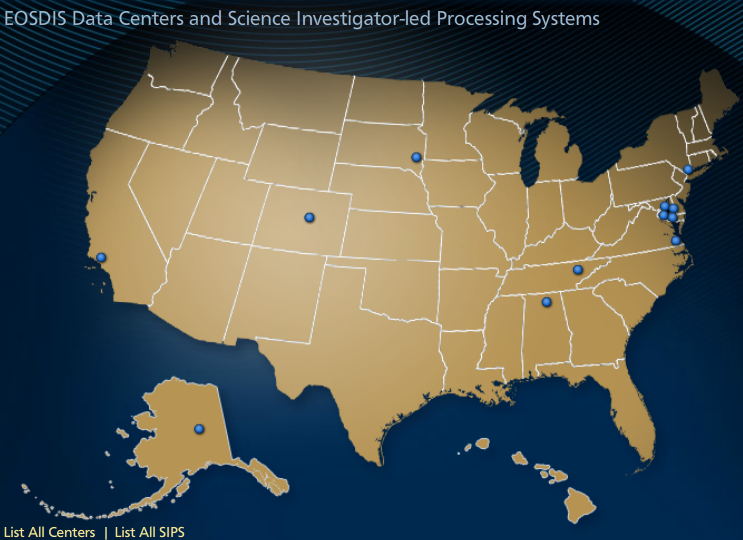 EOSDIS Data Centers and Science Investigator-led Processing Systems
List All Centers | List All SIPS